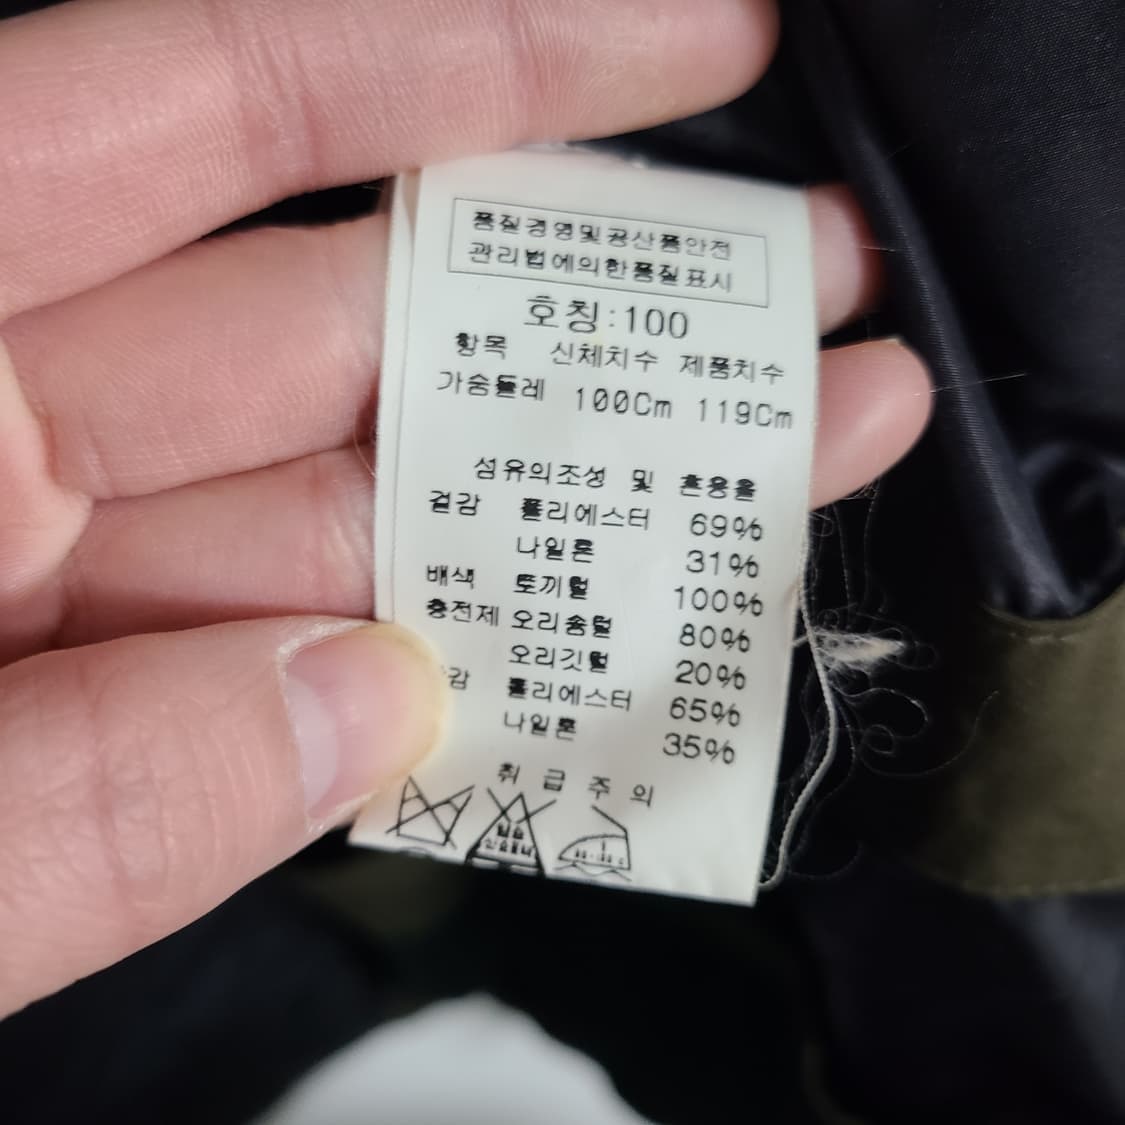 품질경영및공산품안전
관리법에의한품질표시
호칭:100
항목 신체치수 제품치수
가슴둘레 100Cm 119Cm
섬유의조성 및 혼용율
겉감 폴리에스터 69%
나일론 31%
배색 토끼털 100%
충전제 오리솜털 80%
오리깃털 20%
감 폴리에스터 65%
나일론 35%
취 급 주 의